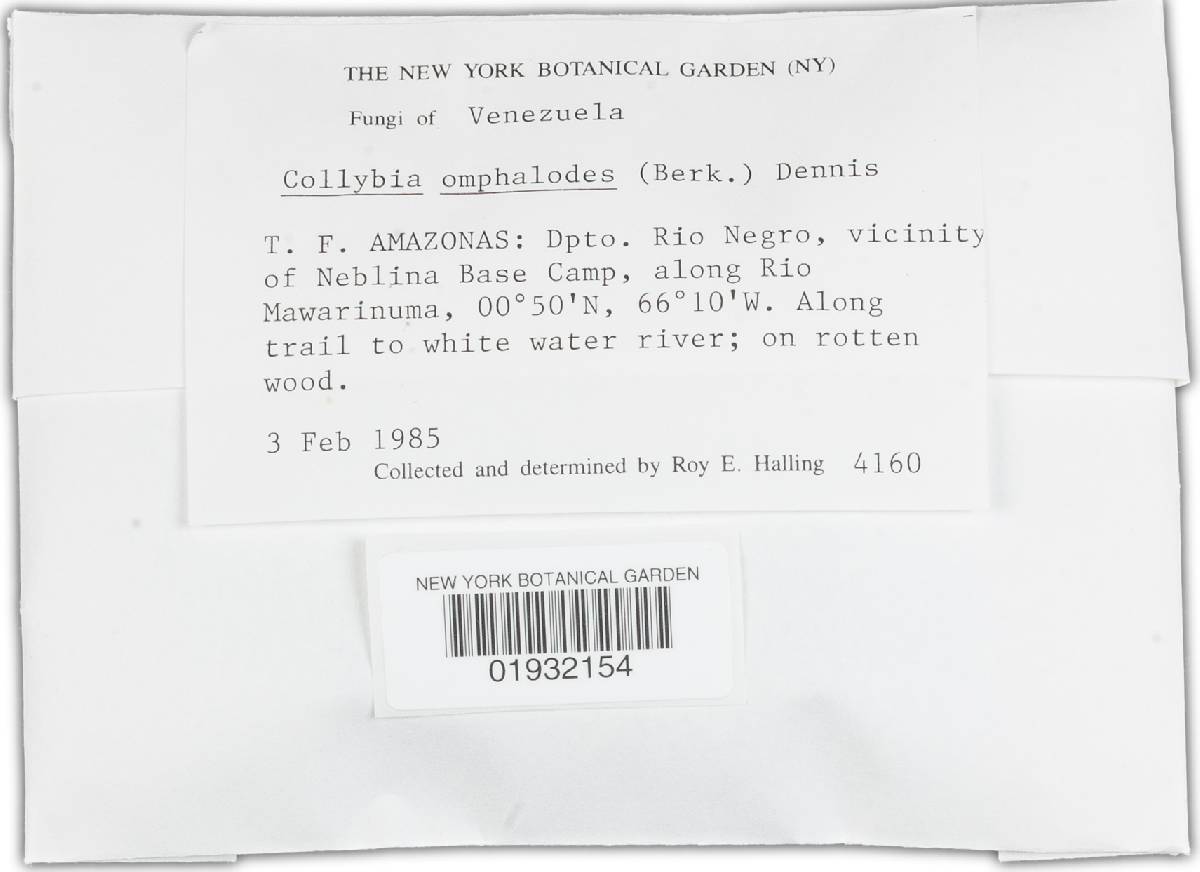 THE NEW YORK BOTANICAL GARDEN (NY)
Fungi of Venezuela
Collybia omphalodes (Berk.) Dennis
T. F. AMAZONAS: Dpto. Rio Negro, vicinity
of Neblina Base Camp, along Rio
Mawarinuma, 00°50'N, 66°10'W. Along
trail to white water river; on rotten
wood.
3 Feb 1985
Collected and determined by Roy E. Halling 4160
NEW YORK BOTANICAL GARDEN
01932154